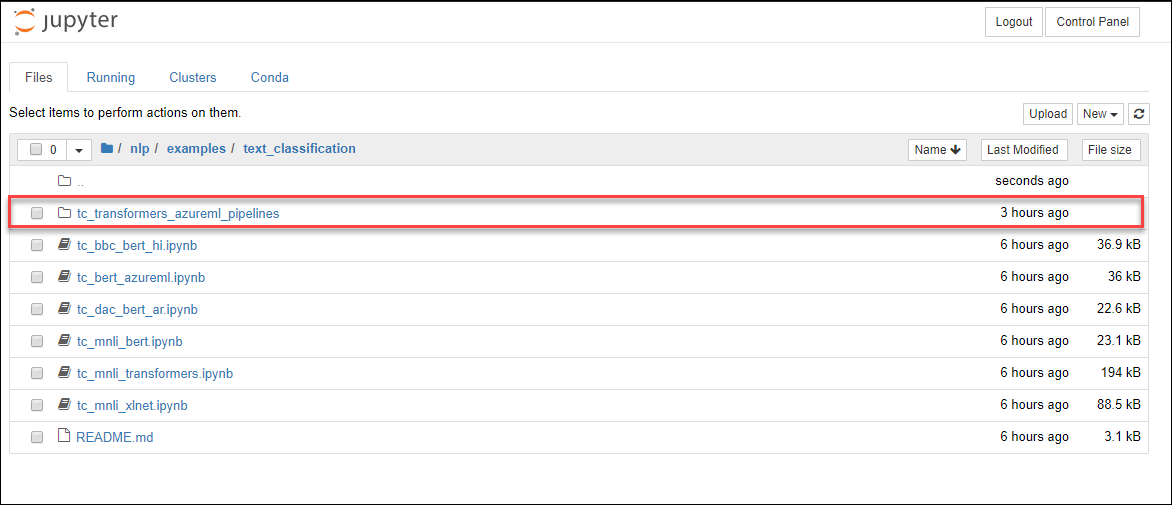 jupyter Logout Control Panel
Files Running Clusters Conda
Select items to perform actions on them. Upload New
0 / nlp / examples / text_classification Name Last Modified File size
.. seconds ago
tc_transformers_azureml_pipelines 3 hours ago
tc_bbc_bert_hi.ipynb 6 hours ago 36.9 kB
tc_bert_azureml.ipynb 6 hours ago 36 kB
tc_dac_bert_ar.ipynb 6 hours ago 22.6 kB
tc_mnli_bert.ipynb 6 hours ago 23.1 kB
tc_mnli_transformers.ipynb 6 hours ago 194 kB
tc_mnli_xlnet.ipynb 6 hours ago 88.5 kB
README.md 6 hours ago 3.1 kB